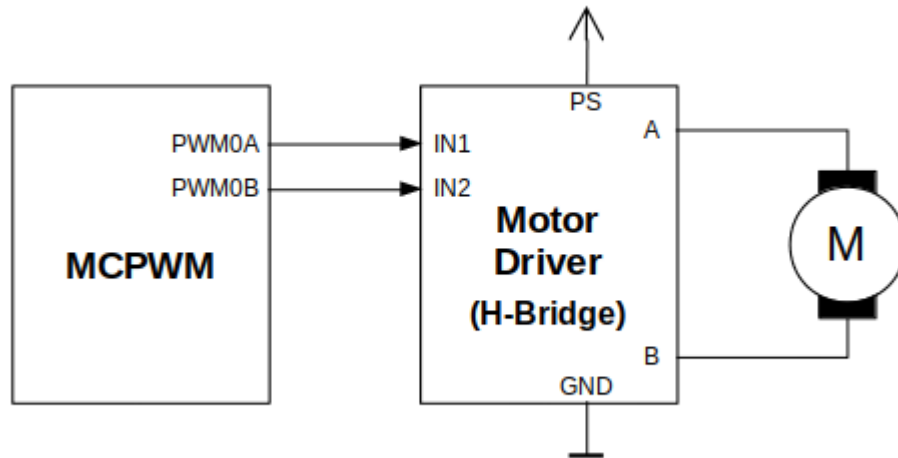 PS
PWM0A
IN1
A
PWM0B
IN2
Motor
Driver
(H-Bridge)
MCPWM
M
B
GND